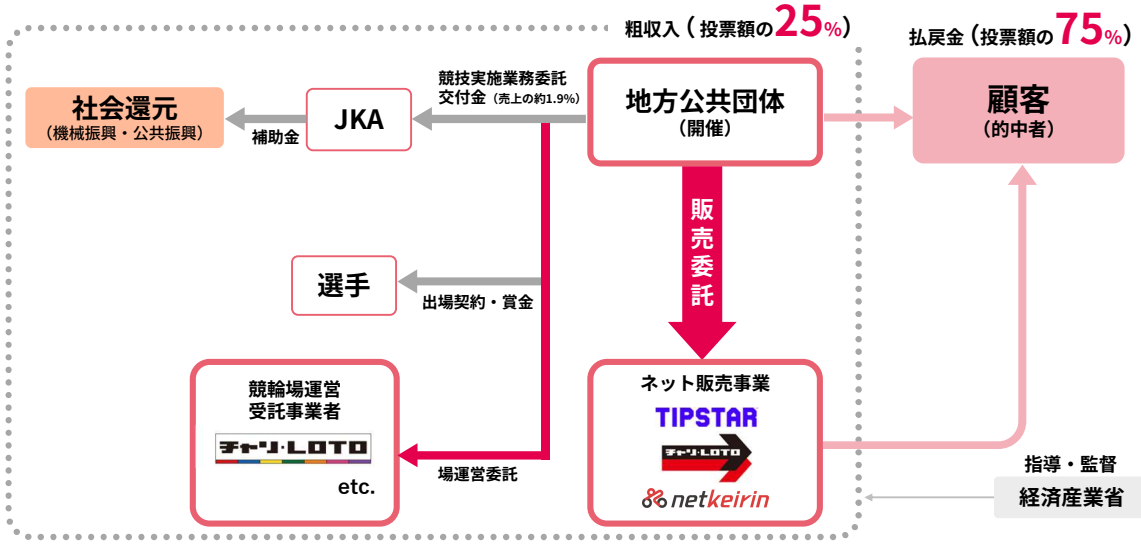 粗収入(投票額の25%)
払戻金(投票額の75%)
競技実施業務委託
交付金(売上の約1.9%)
社会還元
(機械振興・公共振興)
補助金
JKA
地方公共団体
(開催)
顧客
(的中者)
販売委託
選手
出場契約・賞金
競輪場運営
受託事業者
チャリ・LOTO
etc.
場運営委託
ネット販売事業
TIPSTAR
チャリ・LOTO
netkeirin
指導・監督
経済産業省